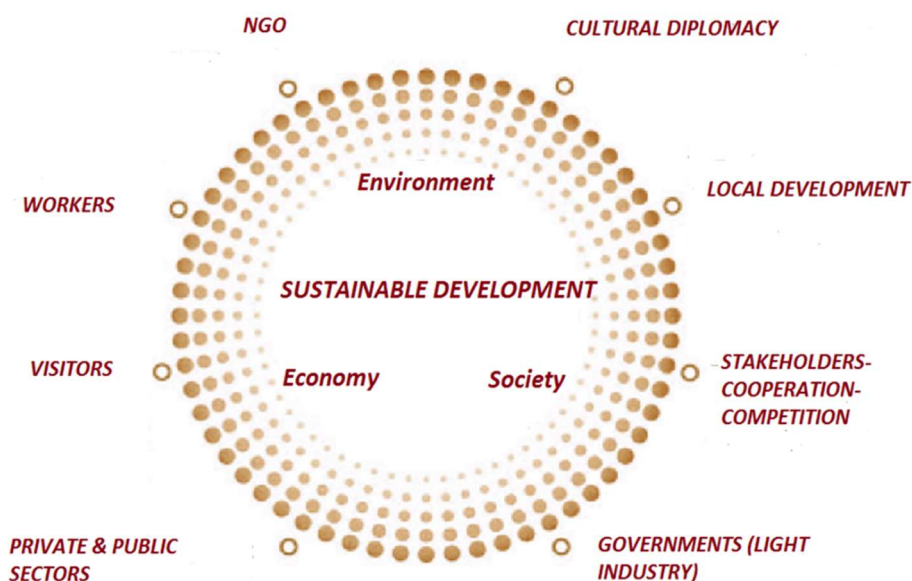 NGO
CULTURAL DIPLOMACY
Environment
WORKERS
LOCAL DEVELOPMENT
SUSTAINABLE DEVELOPMENT
VISITORS
Economy
Society
STAKEHOLDERS-
COOPERATION-
COMPETITION
PRIVATE & PUBLIC
SECTORS
GOVERNMENTS (LIGHT
INDUSTRY)